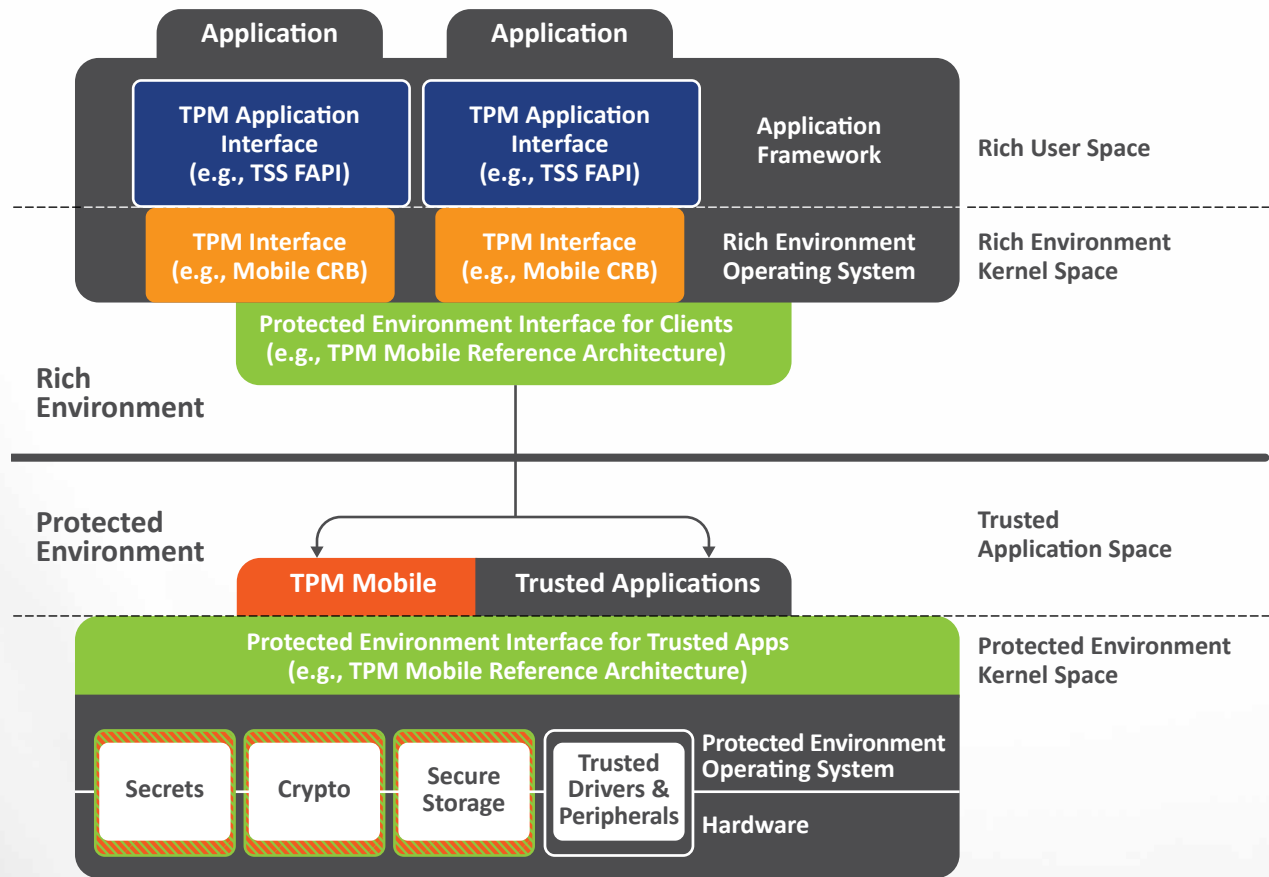 Application
Application
TPM Application
Interface
(e.g., TSS FAPI)
TPM Application
Interface
(e.g., TSS FAPI)
Application
Framework
Rich User Space
TPM Interface
(e.g., Mobile CRB)
TPM Interface
(e.g., Mobile CRB)
Rich Environment
Operating System
Rich Environment
Kernel Space
Protected Environment Interface for Clients
(e.g., TPM Mobile Reference Architecture)
Rich
Environment
Protected
Environment
Trusted
Application Space
TPM Mobile
Trusted Applications
Protected Environment Interface for Trusted Apps
(e.g., TPM Mobile Reference Architecture)
Protected Environment
Kernel Space
Secrets
Crypto
Secure
Storage
Trusted
Drivers &
Peripherals
Protected Environment
Operating System
Hardware